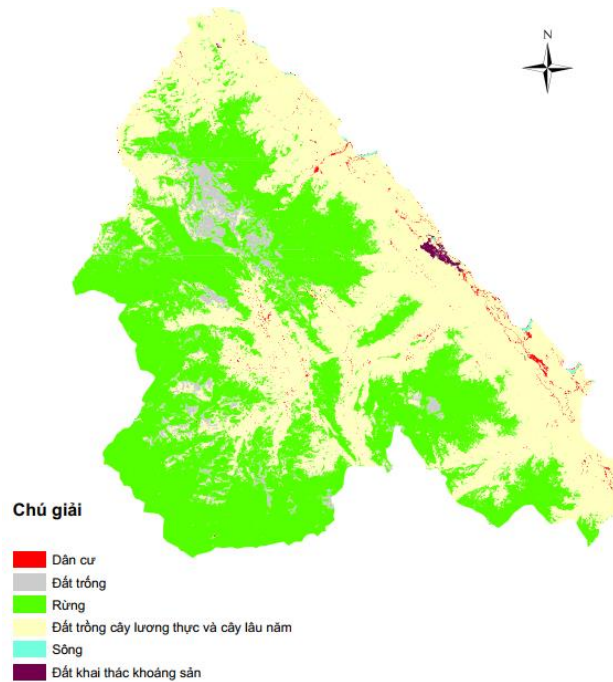 N
Chú giải
Dân cư
Đất trống
Rừng
Đất trồng cây lương thực và cây lâu năm
Sông
Đất khai thác khoáng sản